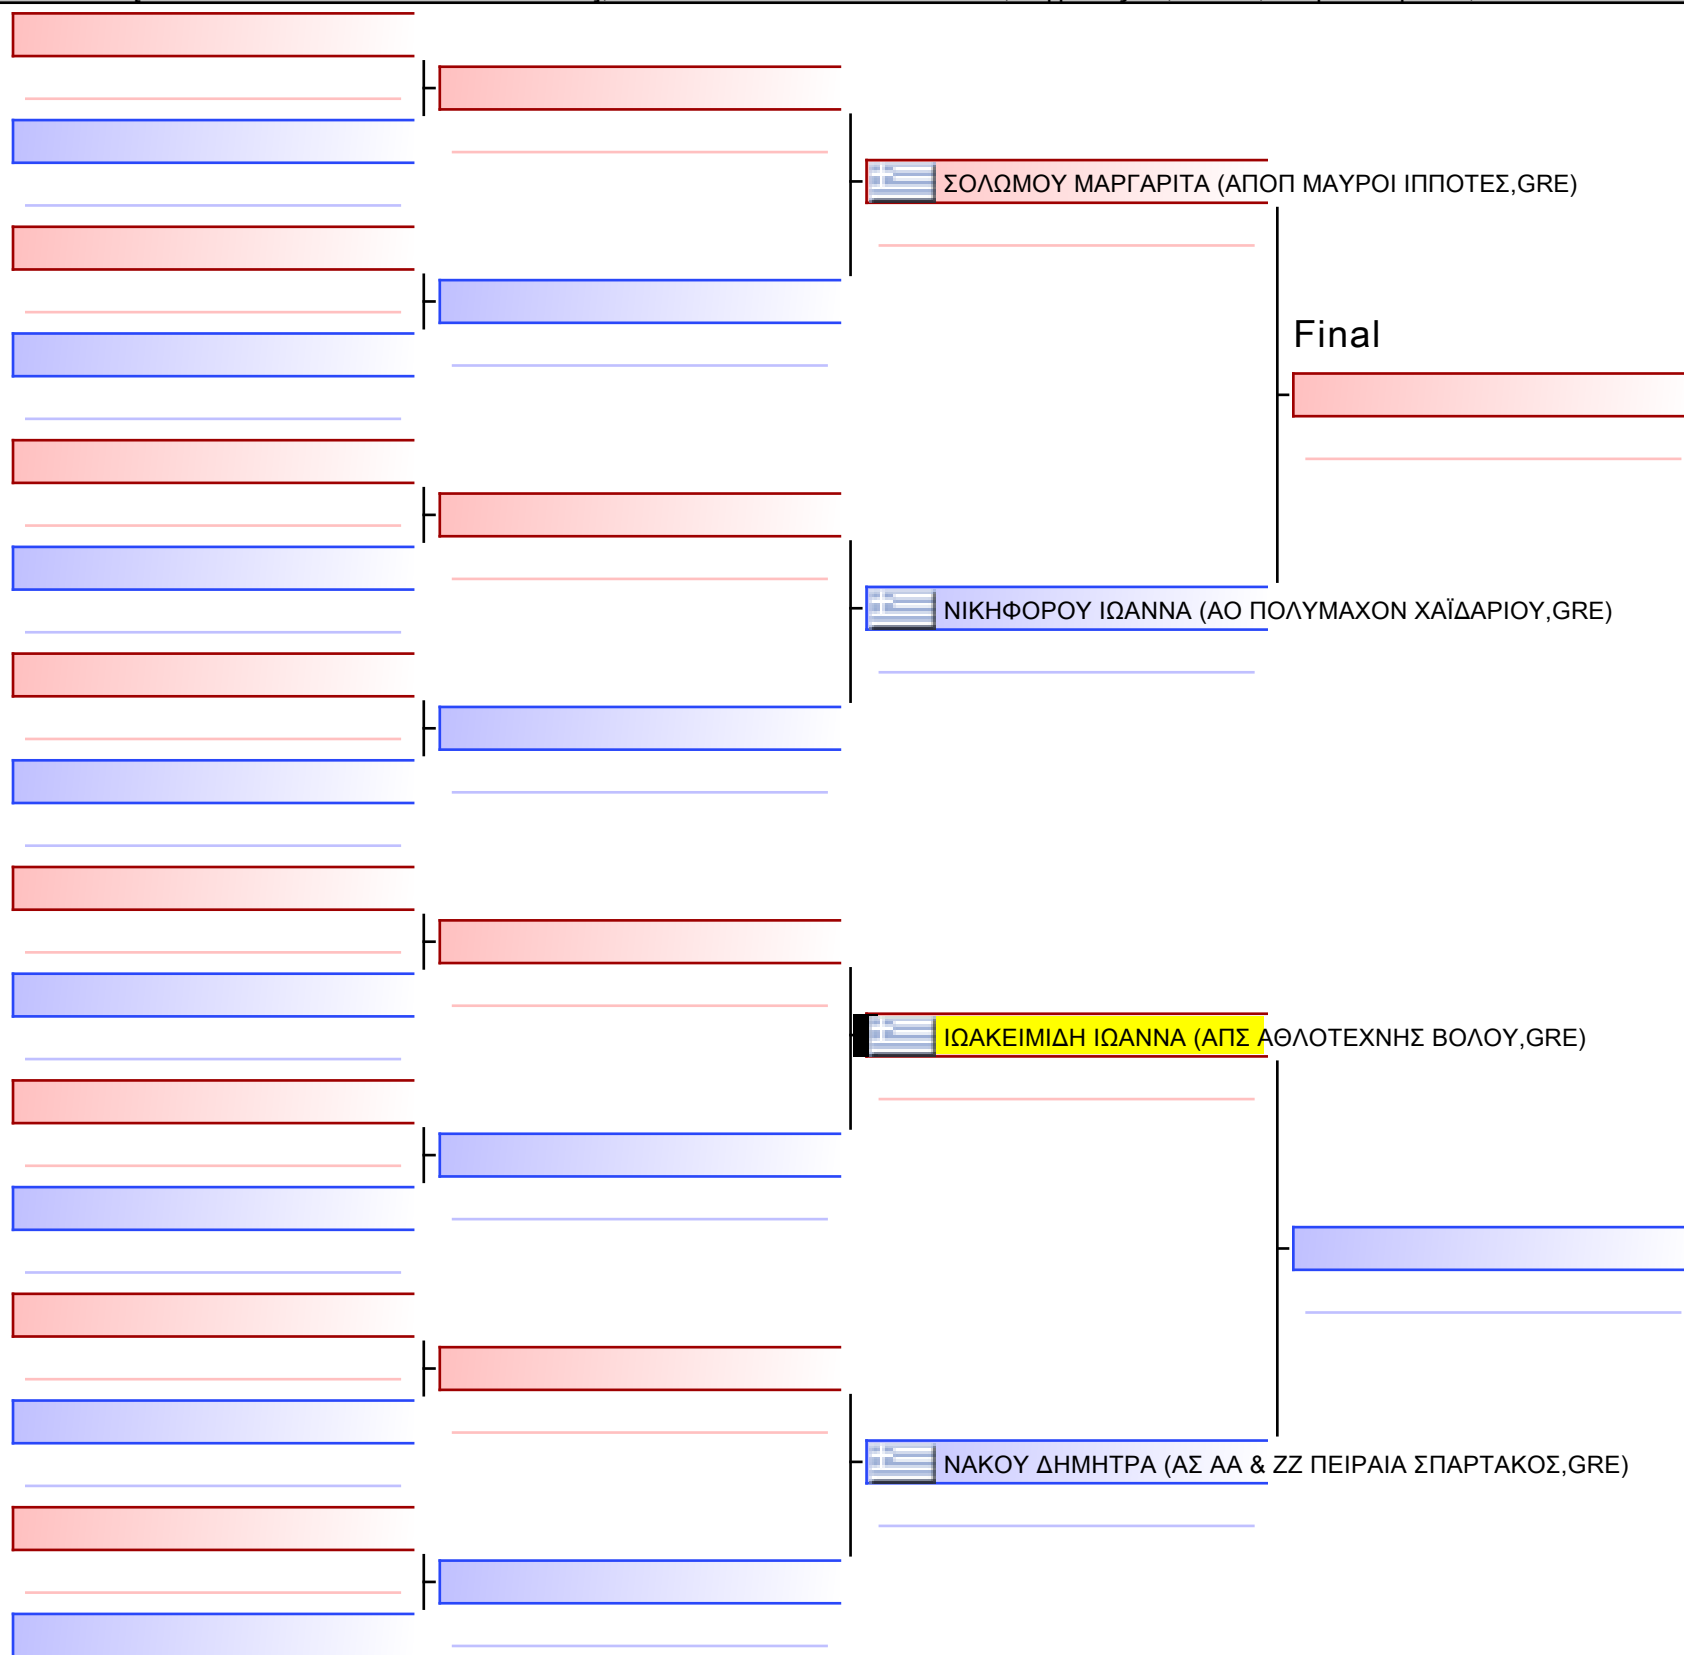 ΣΟΛΩΜΟΥ ΜΑΡΓΑΡΙΤΑ (ΑΠΟΠ ΜΑΥΡΟΙ ΙΠΠΟΤΕΣ,GRE)
Final
ΝΙΚΗΦΟΡΟΥ ΙΩΑΝΝΑ (ΑΟ ΠΟΛΥΜΑΧΟΝ ΧΑΪΔΑΡΙΟΥ,GRE)
ΙΩΑΚΕΙΜΙΔΗ ΙΩΑΝΝΑ (ΑΠΣ ΑΘΛΟΤΕΧΝΗΣ ΒΟΛΟΥ,GRE)
ΝΑΚΟΥ ΔΗΜΗΤΡΑ (ΑΣ ΑΑ & ΖΖ ΠΕΙΡΑΙΑ ΣΠΑΡΤΑΚΟΣ,GRE)